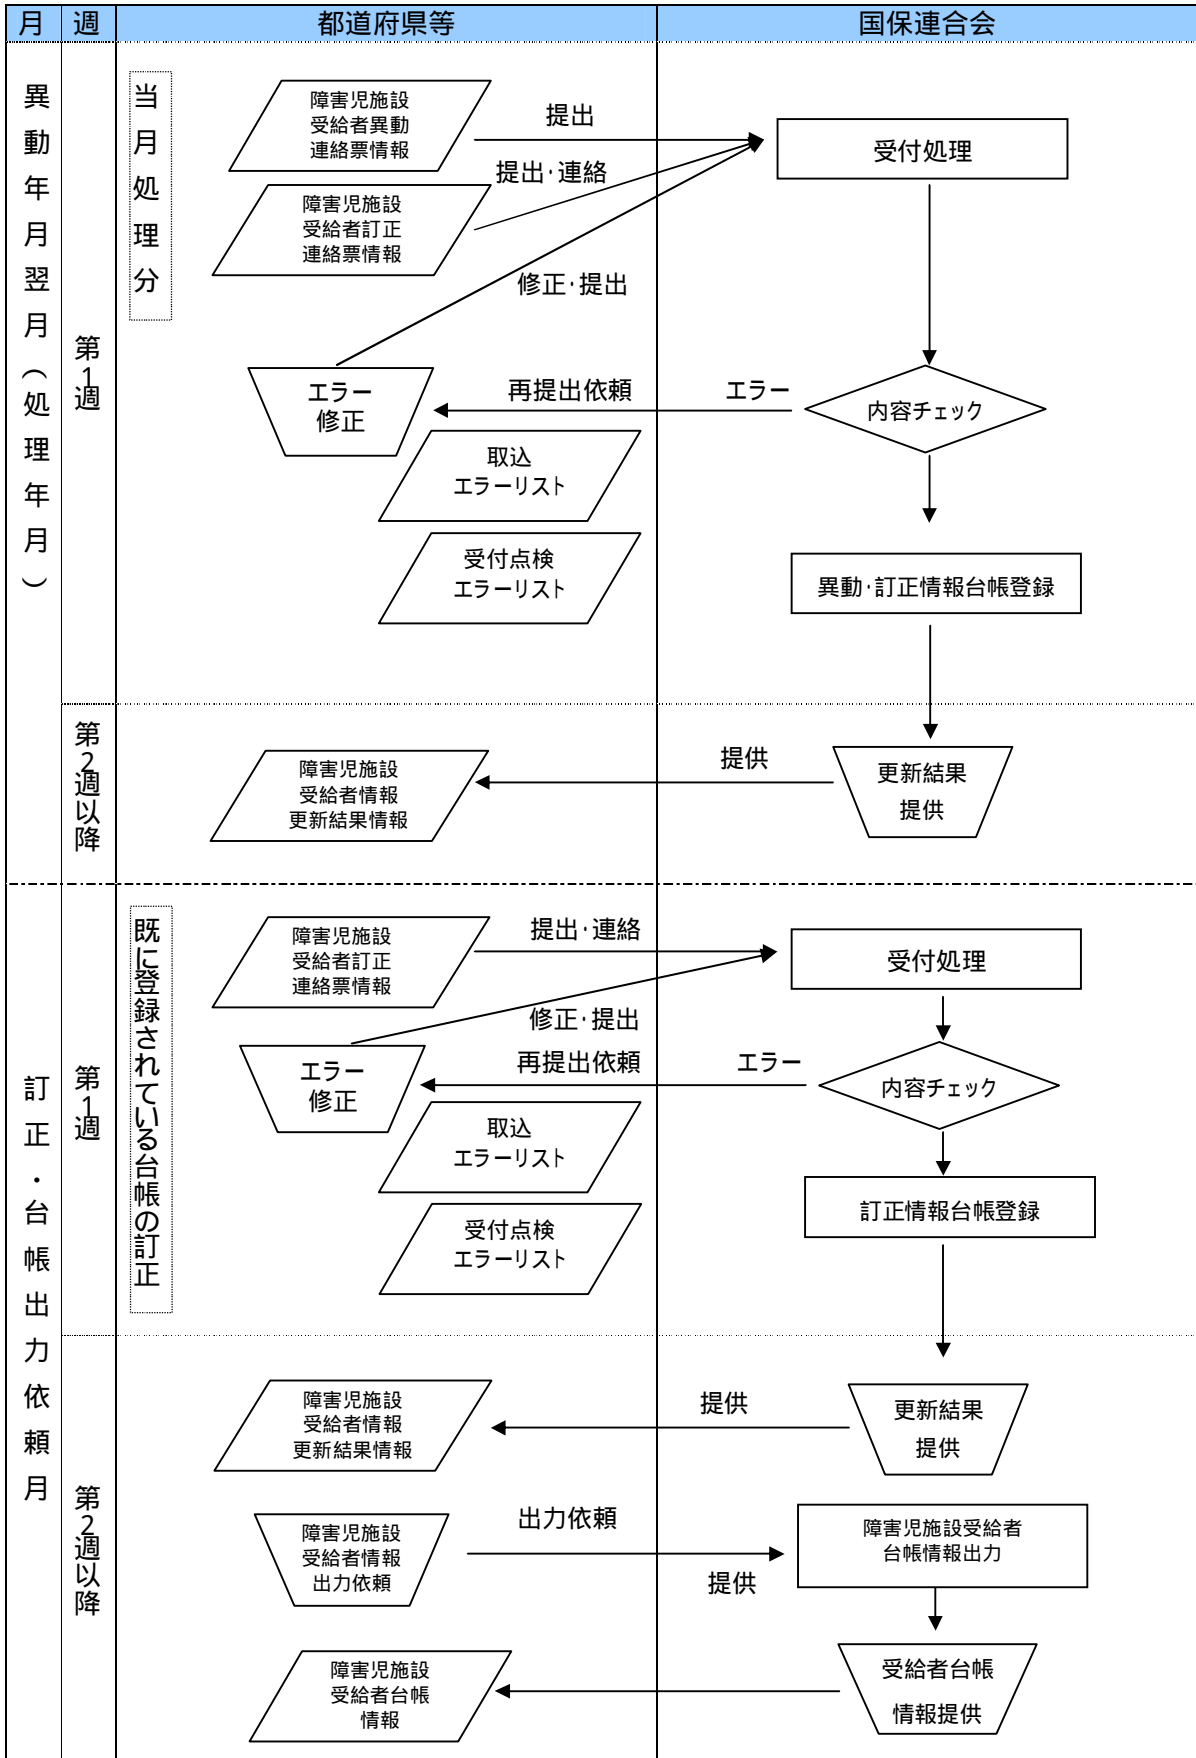 月
週
都道府県等
国保連合会
異動年月翌月（処理年月）
第1週
当月処理分
障害児施設
受給者異動
連絡票情報
提出
受付処理
提出・連絡
障害児施設
受給者訂正
連絡票情報
修正・提出
エラー
修正
再提出依頼
エラー
内容チェック
取込
エラーリスト
受付点検
エラーリスト
異動・訂正情報台帳登録
第2週以降
障害児施設
受給者情報
更新結果情報
提供
更新結果
提供
訂正・台帳出力依頼月
第1週
既に登録されている台帳の訂正
障害児施設
受給者訂正
連絡票情報
提出・連絡
受付処理
修正・提出
エラー
修正
再提出依頼
エラー
内容チェック
取込
エラーリスト
受付点検
エラーリスト
訂正情報台帳登録
第2週以降
障害児施設
受給者情報
更新結果情報
提供
更新結果
提供
障害児施設
受給者情報
出力依頼
出力依頼
障害児施設受給者
台帳情報出力
提供
障害児施設
受給者台帳
情報
受給者台帳
情報提供